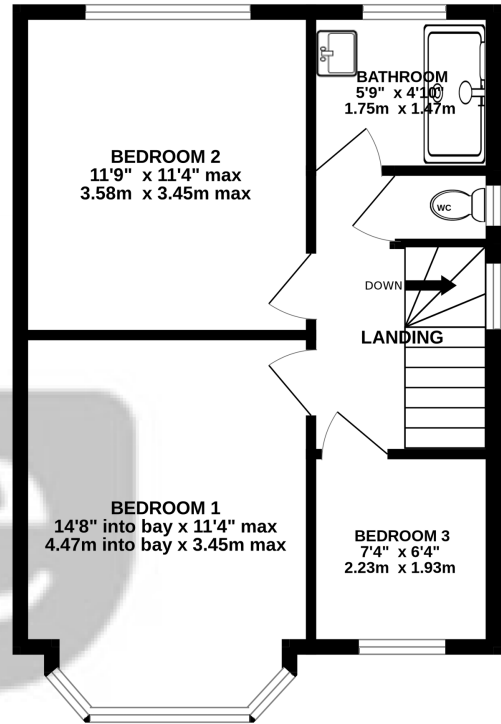 BATHROOM
5'9" x 4'10"
1.75m x 1.47m
BEDROOM 2
11'9" x 11'4" max
3.58m x 3.45m max
WC
DOWN
LANDING
BEDROOM 1
14'8" into bay x 11'4" max
4.47m into bay x 3.45m max
BEDROOM 3
7'4" x 6'4"
2.23m x 1.93m